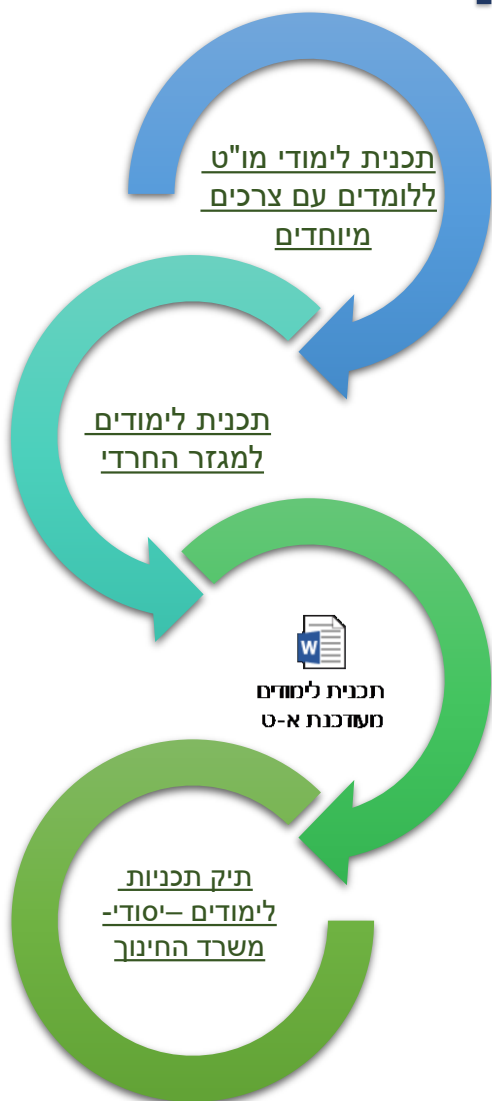 תכנית לימודי מו"ט
ללומדים עם צרכים
מיוחדים
תכנית לימודים
למגזר החרדי
W
תכנית לימודים
מעודכנת א-ט
תיק תכניות
לימודים –יסודי-
משרד החינוך